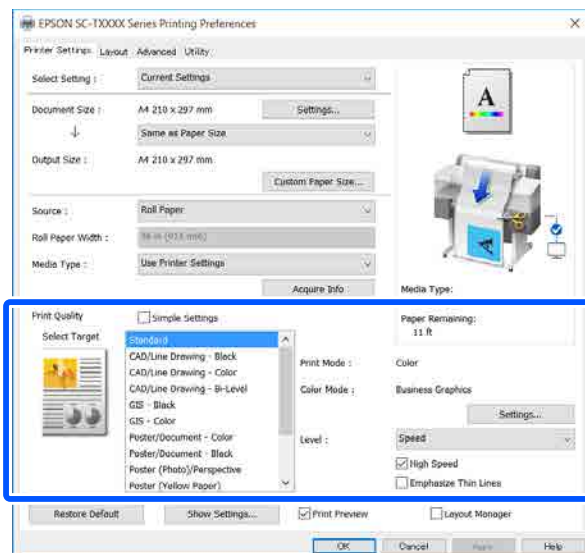 EPSON SC-TXXXX Series Printing Preferences
Printer Settings Layout Advanced Utility
Select Setting : Current Settings
Document Size : A4 210 x 297 mm Settings...
Same as Paper Size
Output Size : A4 210 x 297 mm
Custom Paper Size...
Source : Roll Paper
Roll Paper Width : 36 in (914 mm)
Media Type : Use Printer Settings
Acquire Info Media Type:
Print Quality Simple Settings Paper Remaining:
Select Target Standard 11 ft
CAD/Line Drawing - Black Print Mode : Color
CAD/Line Drawing - Color
CAD/Line Drawing - Bi-Level Color Mode : Business Graphics
GIS - Black Settings...
GIS - Color
Poster/Document - Color Level : Speed
Poster/Document - Black
Poster (Photo)/Perspective High Speed
Poster (Yellow Paper) Emphasize Thin Lines
Restore Default Show Settings... Print Preview Layout Manager
OK Cancel Apply Help